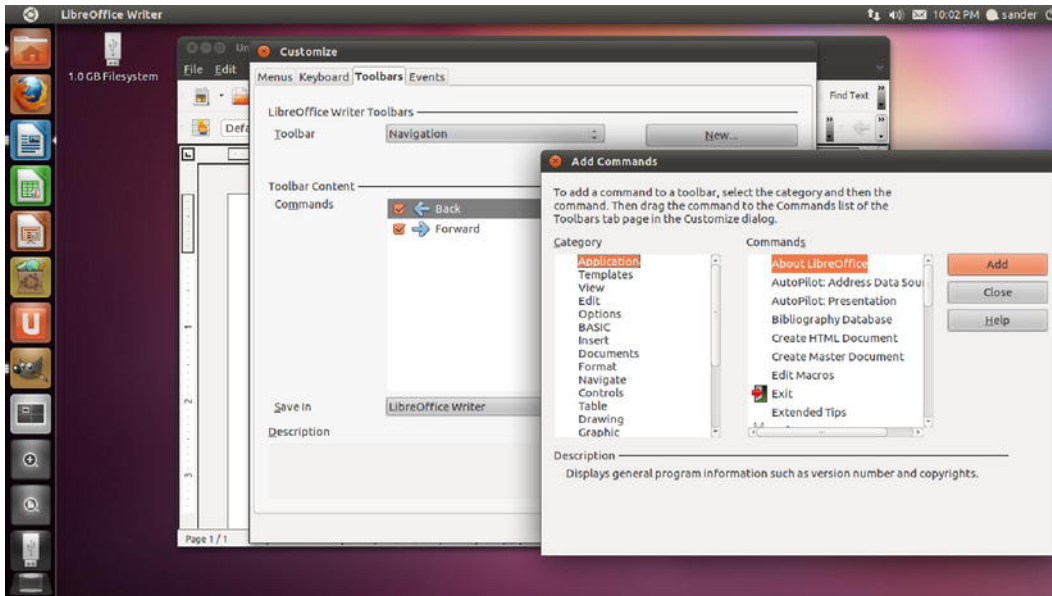 LibreOffice Writer
10:02 PM sander
1.0 GB Filesystem
File Edit
Find Text
Page 1 / 1
Customize
Menus Keyboard Toolbars Events
LibreOffice Writer Toolbars
Toolbar Navigation New...
Toolbar Content
Commands
Back
Forward
Save In LibreOffice Writer
Description
Add Commands
To add a command to a toolbar, select the category and then the
command. Then drag the command to the Commands list of the
Toolbars tab page in the Customize dialog.
Category
Application
Templates
View
Edit
Options
BASIC
Insert
Documents
Format
Navigate
Controls
Table
Drawing
Graphic
Commands
About LibreOffice
AutoPilot: Address Data Sour
AutoPilot: Presentation
Bibliography Database
Create HTML Document
Create Master Document
Edit Macros
Exit
Extended Tips
Add
Close
Help
Description
Displays general program information such as version number and copyrights.